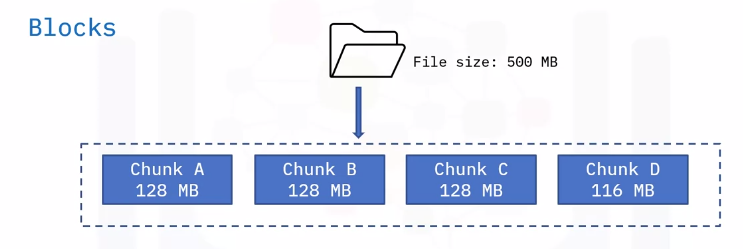 Blocks
File size: 500 MB
Chunk A
128 MB
Chunk B
128 MB
Chunk C
128 MB
Chunk D
116 MB